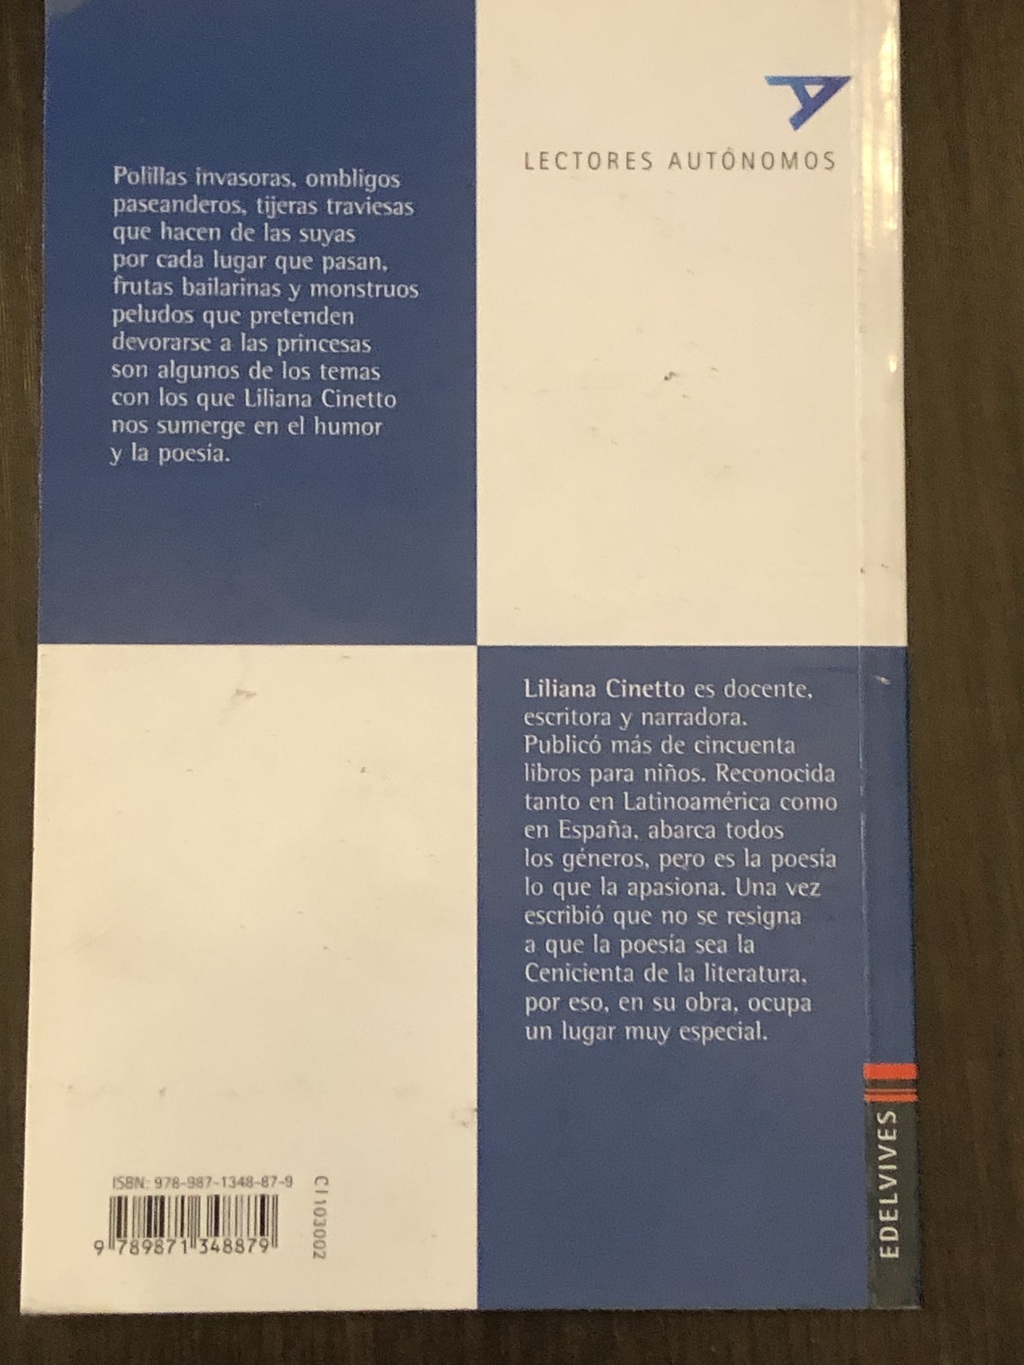 LECTORES AUTÓNOMOS
Polillas invasoras, ombligos
paseanderos, tijeras traviesas
que hacen de las suyas
por cada lugar que pasan,
frutas bailarinas y monstruos
peludos que pretenden
devorarse a las princesas
son algunos de los temas
con los que Liliana Cinetto
nos sumerge en el humor
y la poesía.
Liliana Cinetto es docente,
escritora y narradora.
Publicó más de cincuenta
libros para niños. Reconocida
tanto en Latinoamérica como
en España, abarca todos
los géneros, pero es la poesía
lo que la apasiona. Una vez
escribió que no se resigna
a que la poesía sea la
Cenicienta de la literatura,
por eso, en su obra, ocupa
un lugar muy especial.
ISBN: 978-987-1348-87-9
9 789871 348879
CI 103002
EDELVIVES